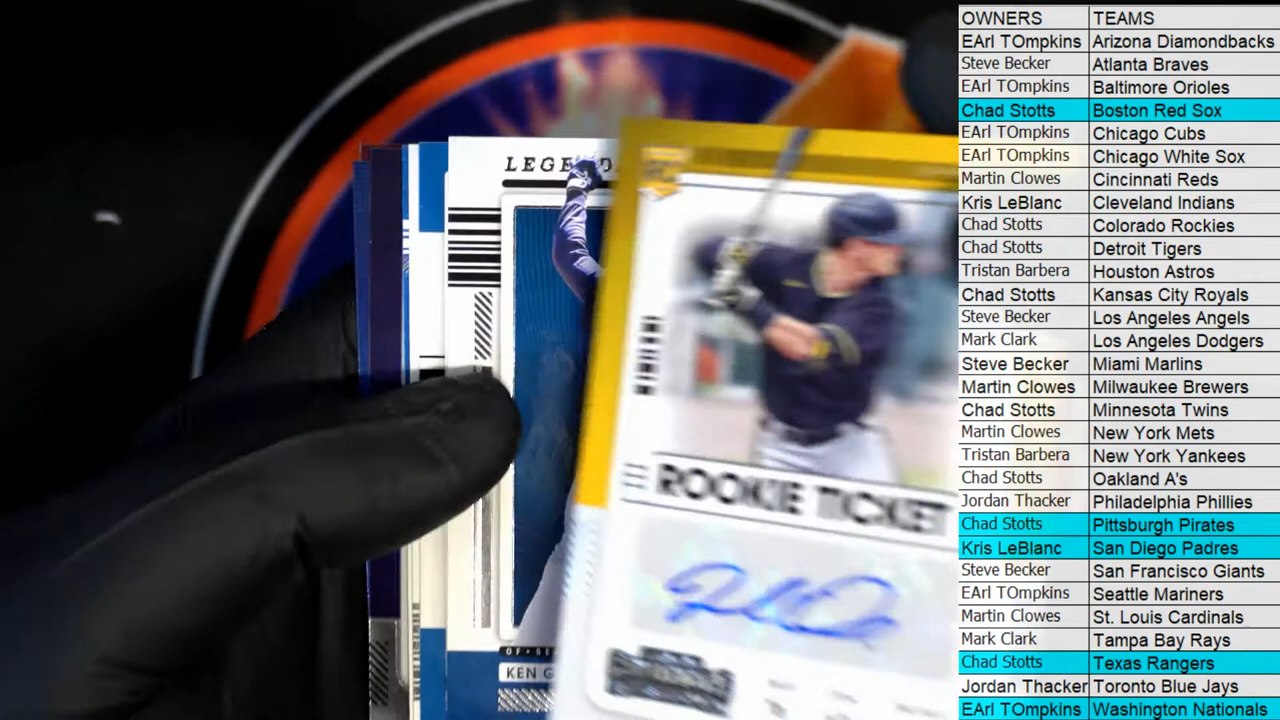 OWNERS TEAMS
EArl TOmpkins Arizona Diamondbacks
Steve Becker Atlanta Braves
EArl TOmpkins Baltimore Orioles
Chad Stotts Boston Red Sox
EArl TOmpkins Chicago Cubs
EArl TOmpkins Chicago White Sox
Martin Clowes Cincinnati Reds
Kris LeBlanc Cleveland Indians
Chad Stotts Colorado Rockies
Chad Stotts Detroit Tigers
Tristan Barbera Houston Astros
Chad Stotts Kansas City Royals
Steve Becker Los Angeles Angels
Mark Clark Los Angeles Dodgers
Steve Becker Miami Marlins
Martin Clowes Milwaukee Brewers
Chad Stotts Minnesota Twins
Martin Clowes New York Mets
Tristan Barbera New York Yankees
Chad Stotts Oakland A's
Jordan Thacker Philadelphia Phillies
Chad Stotts Pittsburgh Pirates
Kris LeBlanc San Diego Padres
Steve Becker San Francisco Giants
EArl TOmpkins Seattle Mariners
Martin Clowes St. Louis Cardinals
Mark Clark Tampa Bay Rays
Chad Stotts Texas Rangers
Jordan Thacker Toronto Blue Jays
EArl TOmpkins Washington Nationals
RC
ROOKIE TICKET
KEN G